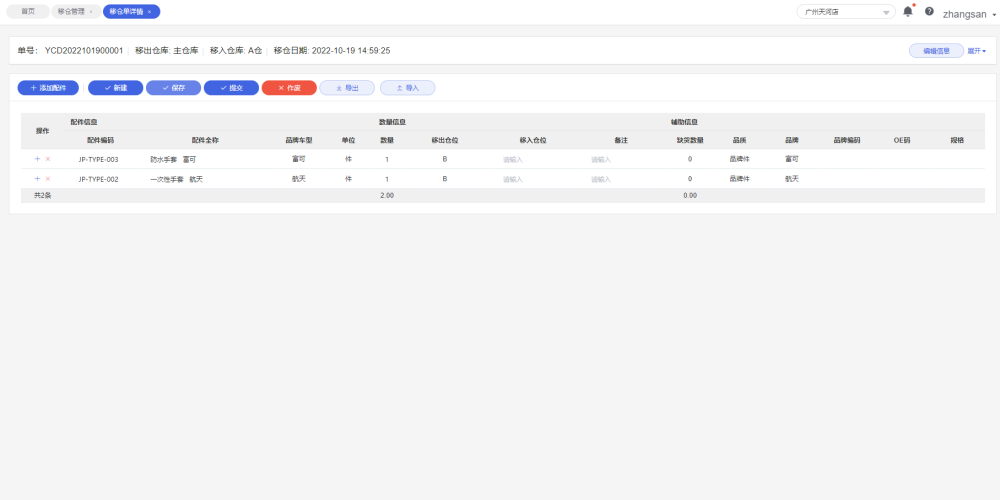 首页 移仓管理 × 移仓单详情 × 广州天河店 zhangsan
单号: YCD2022101900001 移出仓库: 主仓库 移入仓库: A仓 移仓日期: 2022-10-19 14:59:25 编辑信息 展开
+ 添加配件 新建 保存 提交 × 作废 导出 导入
操作 配件信息 数量信息 辅助信息
配件编码 配件全称 品牌车型 单位 数量 移出仓位 移入仓位 备注 缺货数量 品质 品牌 品牌编码 OE码 规格
+ × JP-TYPE-003 防水手套 富可 富可 件 1 B 请输入 请输入 0 品牌件 富可
+ × JP-TYPE-002 一次性手套 航天 航天 件 1 B 请输入 请输入 0 品牌件 航天
共2条 2.00 0.00